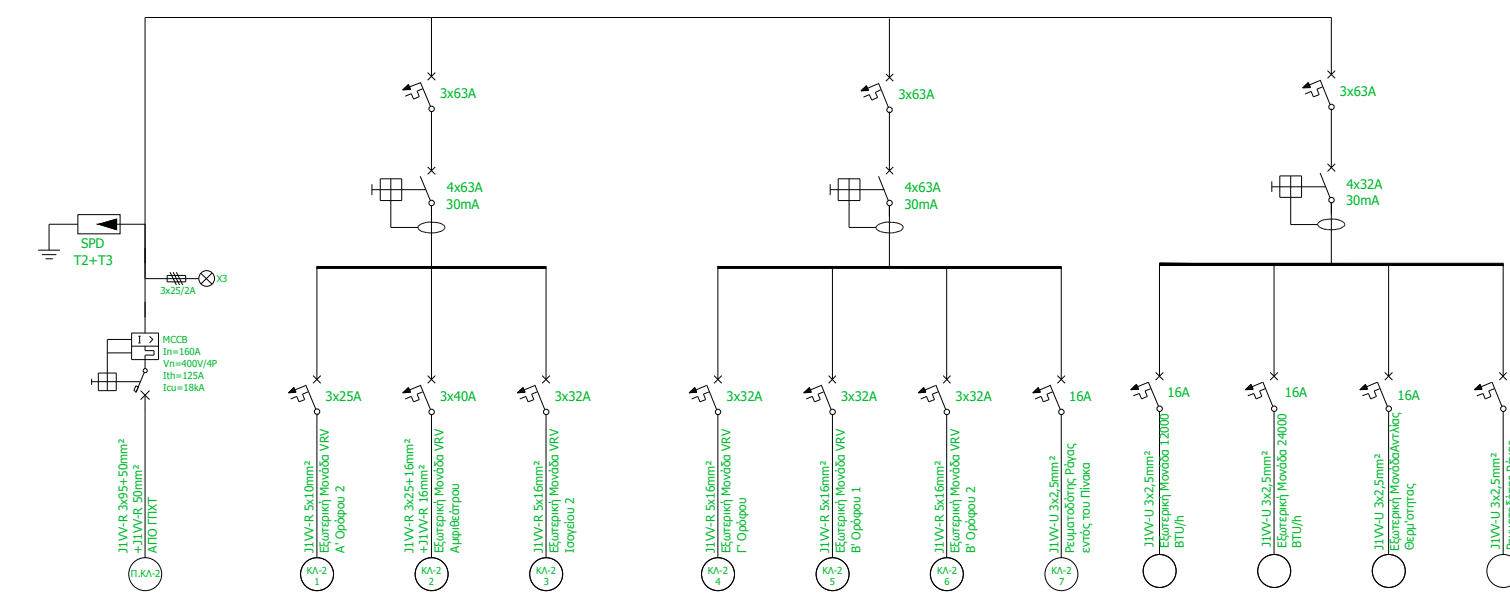 3x63A
3x63A
3x63A
4x63A
30mA
4x63A
30mA
4x32A
30mA
SPD
T2+T3
X3
3x25/2A
I >
MCCB
In=160A
Vn=400V/4P
Ith=125A
Icu=18kA
3x25A
3x40A
3x32A
3x32A
3x32A
3x32A
16A
16A
16A
16A
J1VV-R 3x95+50mm²
+J1VV-R 50mm²
ΑΠΟ ΓΠΧΤ
J1VV-R 5x10mm²
Εξωτερική Μονάδα VRV
Α' Ορόφου 2
J1VV-R 3x25+16mm²
+J1VV-R 16mm²
Εξωτερική Μονάδα VRV
Αμφιθεάτρου
J1VV-R 5x16mm²
Εξωτερική Μονάδα VRV
Ισογείου 2
J1VV-R 5x16mm²
Εξωτερική Μονάδα VRV
Γ' Ορόφου
J1VV-R 5x16mm²
Εξωτερική Μονάδα VRV
Β' Ορόφου 1
J1VV-R 5x16mm²
Εξωτερική Μονάδα VRV
Β' Ορόφου 2
J1VV-U 3x2,5mm²
Ρευματοδότης Ράγας
εντός του Πίνακα
J1VV-U 3x2,5mm²
Εξωτερική Μονάδα 12000
BTU/h
J1VV-U 3x2,5mm²
Εξωτερική Μονάδα 24000
BTU/h
J1VV-U 3x2,5mm²
Εξωτερική ΜονάδαΑντλίας
Θερμ'οτητας
J1VV-U 3x2,5mm²
Π.ΚΛ-2
ΚΛ-2
1
ΚΛ-2
2
ΚΛ-2
3
ΚΛ-2
4
ΚΛ-2
5
ΚΛ-2
6
ΚΛ-2
7